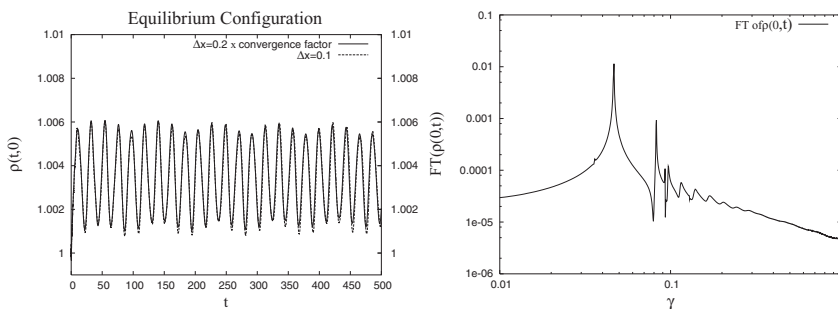 Equilibrium Configuration
1.01 1.01
Δx=0.2 x convergence factor
Δx=0.1
1.008 1.008
1.006 1.006
ρ(t,0)
1.004 1.004
1.002 1.002
1 1
0 50 100 150 200 250 300 350 400 450 500
t
0.1
FT ofρ(0,t)
0.01
0.001
FT(ρ(0,t))
0.0001
1e-05
1e-06
0.01 0.1
γ